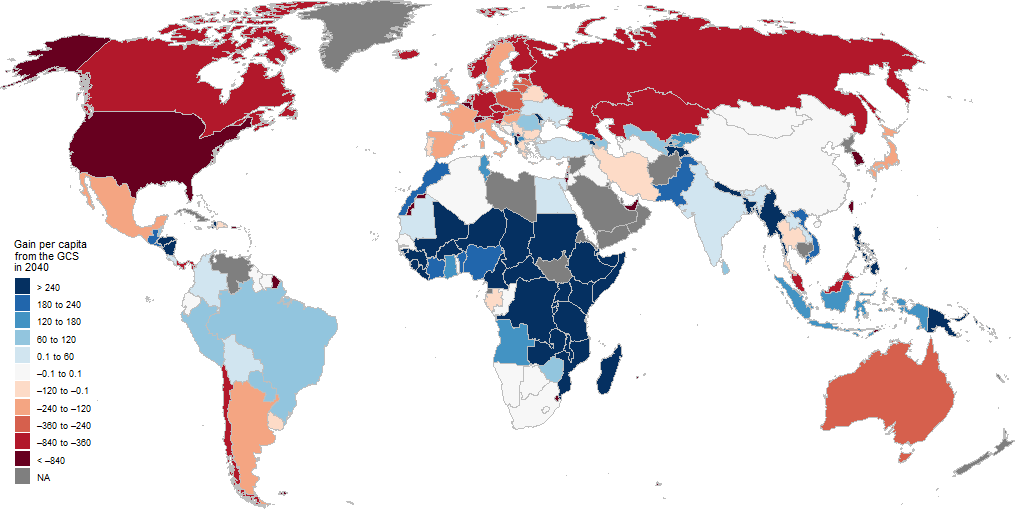 Gain per capita
from the GCS
in 2040
> 240
180 to 240
120 to 180
60 to 120
0.1 to 60
–0.1 to 0.1
–120 to –0.1
–240 to –120
–360 to –240
–840 to –360
< –840
NA